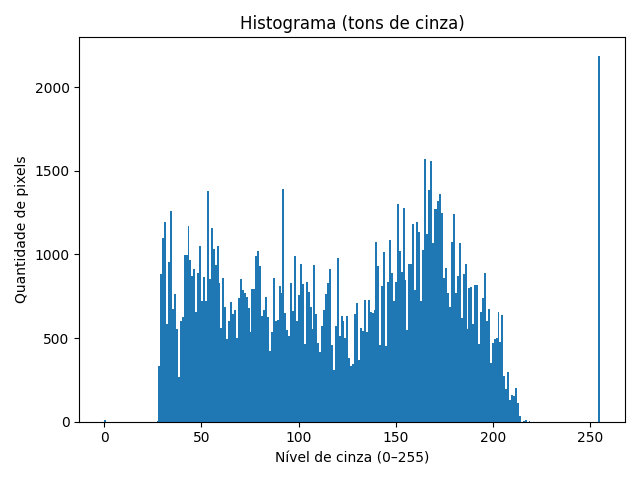 Histograma (tons de cinza)
Quantidade de pixels
2000
1500
1000
500
0
0 50 100 150 200 250
Nível de cinza (0–255)